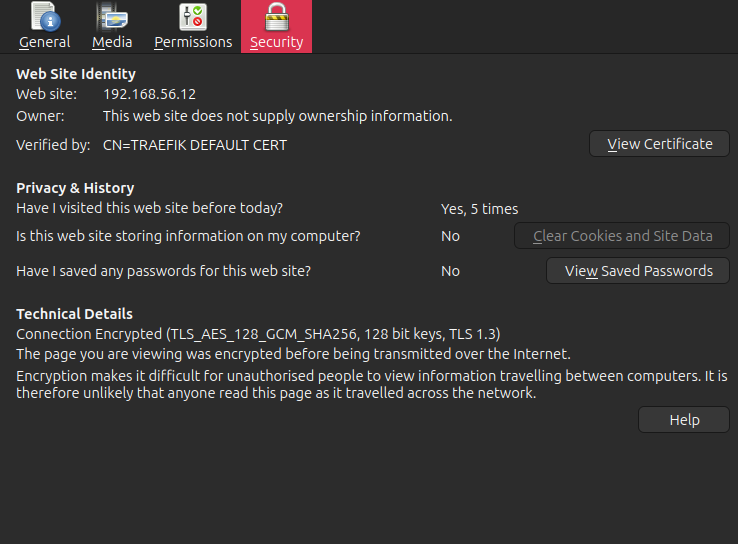 General Media Permissions Security
Web Site Identity
Web site: 192.168.56.12
Owner: This web site does not supply ownership information.
Verified by: CN=TRAEFIK DEFAULT CERT View Certificate
Privacy & History
Have I visited this web site before today? Yes, 5 times
Is this web site storing information on my computer? No Clear Cookies and Site Data
Have I saved any passwords for this web site? No View Saved Passwords
Technical Details
Connection Encrypted (TLS_AES_128_GCM_SHA256, 128 bit keys, TLS 1.3)
The page you are viewing was encrypted before being transmitted over the Internet.
Encryption makes it difficult for unauthorised people to view information travelling between computers. It is
therefore unlikely that anyone read this page as it travelled across the network.
Help